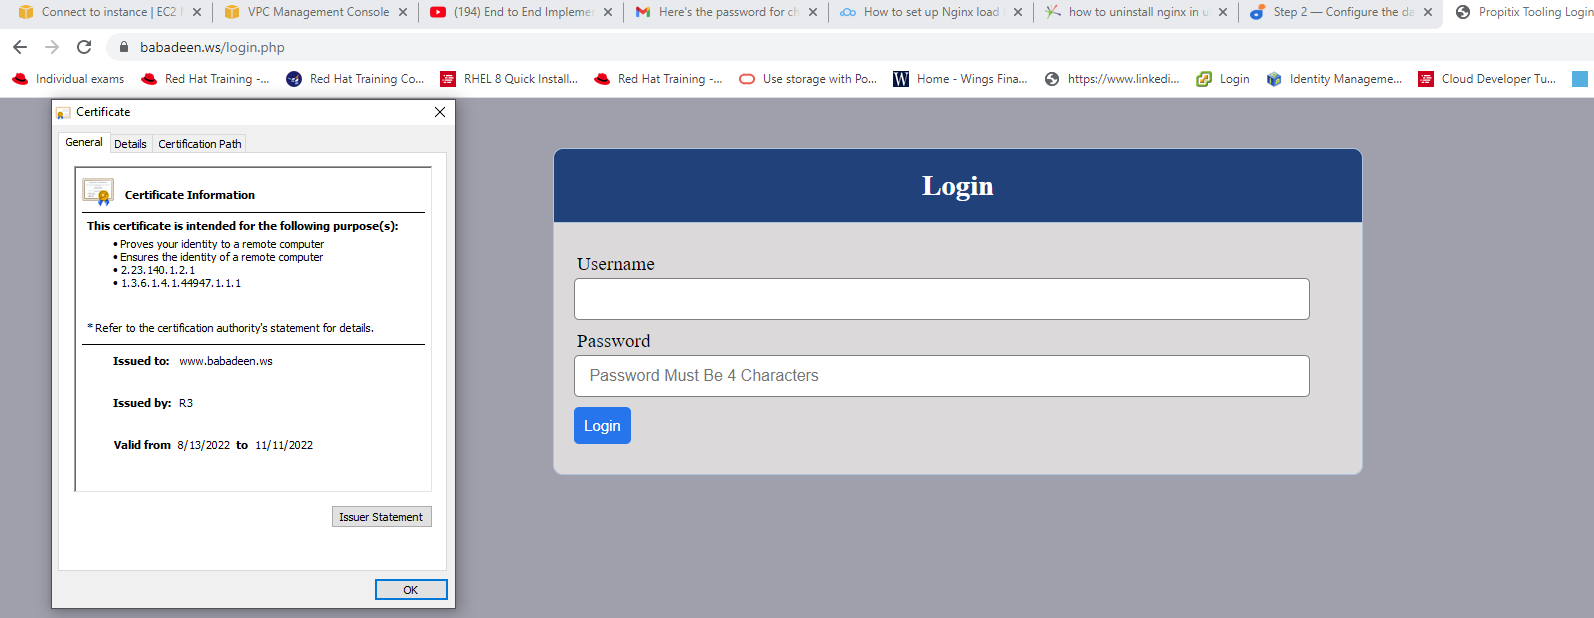 Connect to instance | EC2
VPC Management Console
(194) End to End Impleme
Here's the password for ch
How to set up Nginx load
how to uninstall nginx in u
Step 2 — Configure the da
Propitix Tooling Login
babadeen.ws/login.php
Individual exams
Red Hat Training -...
Red Hat Training Co...
RHEL 8 Quick Install...
Red Hat Training -...
Use storage with Po...
Home - Wings Fina...
https://www.linkedi...
Login
Identity Manageme...
Cloud Developer Tu...
Certificate
General
Details
Certification Path
Certificate Information
This certificate is intended for the following purpose(s):
• Proves your identity to a remote computer
• Ensures the identity of a remote computer
• 2.23.140.1.2.1
• 1.3.6.1.4.1.44947.1.1.1
* Refer to the certification authority's statement for details.
Issued to: www.babadeen.ws
Issued by: R3
Valid from 8/13/2022 to 11/11/2022
Issuer Statement
OK
Login
Username
Password
Password Must Be 4 Characters
Login